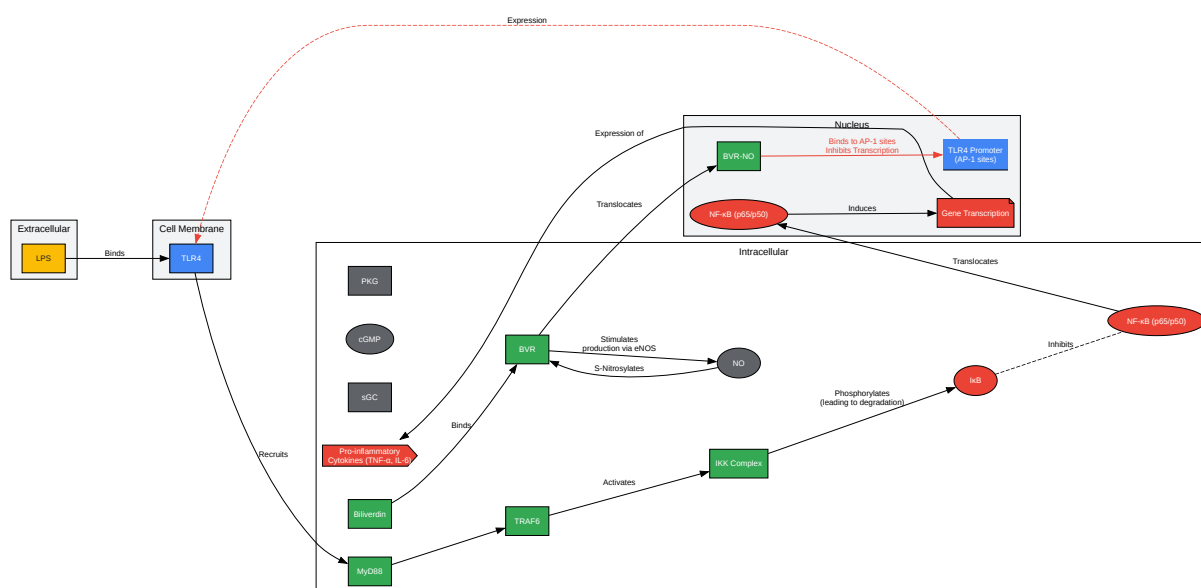 Expression
Nucleus
Expression of
Binds to AP-1 sites
Inhibits Transcription
BVR-NO
TLR4 Promoter
(AP-1 sites)
Translocates
NF-κB (p65/p50)
Induces
Gene Transcription
Extracellular
LPS
Binds
Cell Membrane
TLR4
Intracellular
Translocates
PKG
NF-κB (p65/p50)
cGMP
BVR
Stimulates
production via eNOS
S-Nitrosylates
NO
Inhibits
IκB
sGC
Phosphorylates
(leading to degradation)
Binds
Pro-inflammatory
Cytokines (TNF-α, IL-6)
Recruits
IKK Complex
Activates
Biliverdin
TRAF6
MyD88